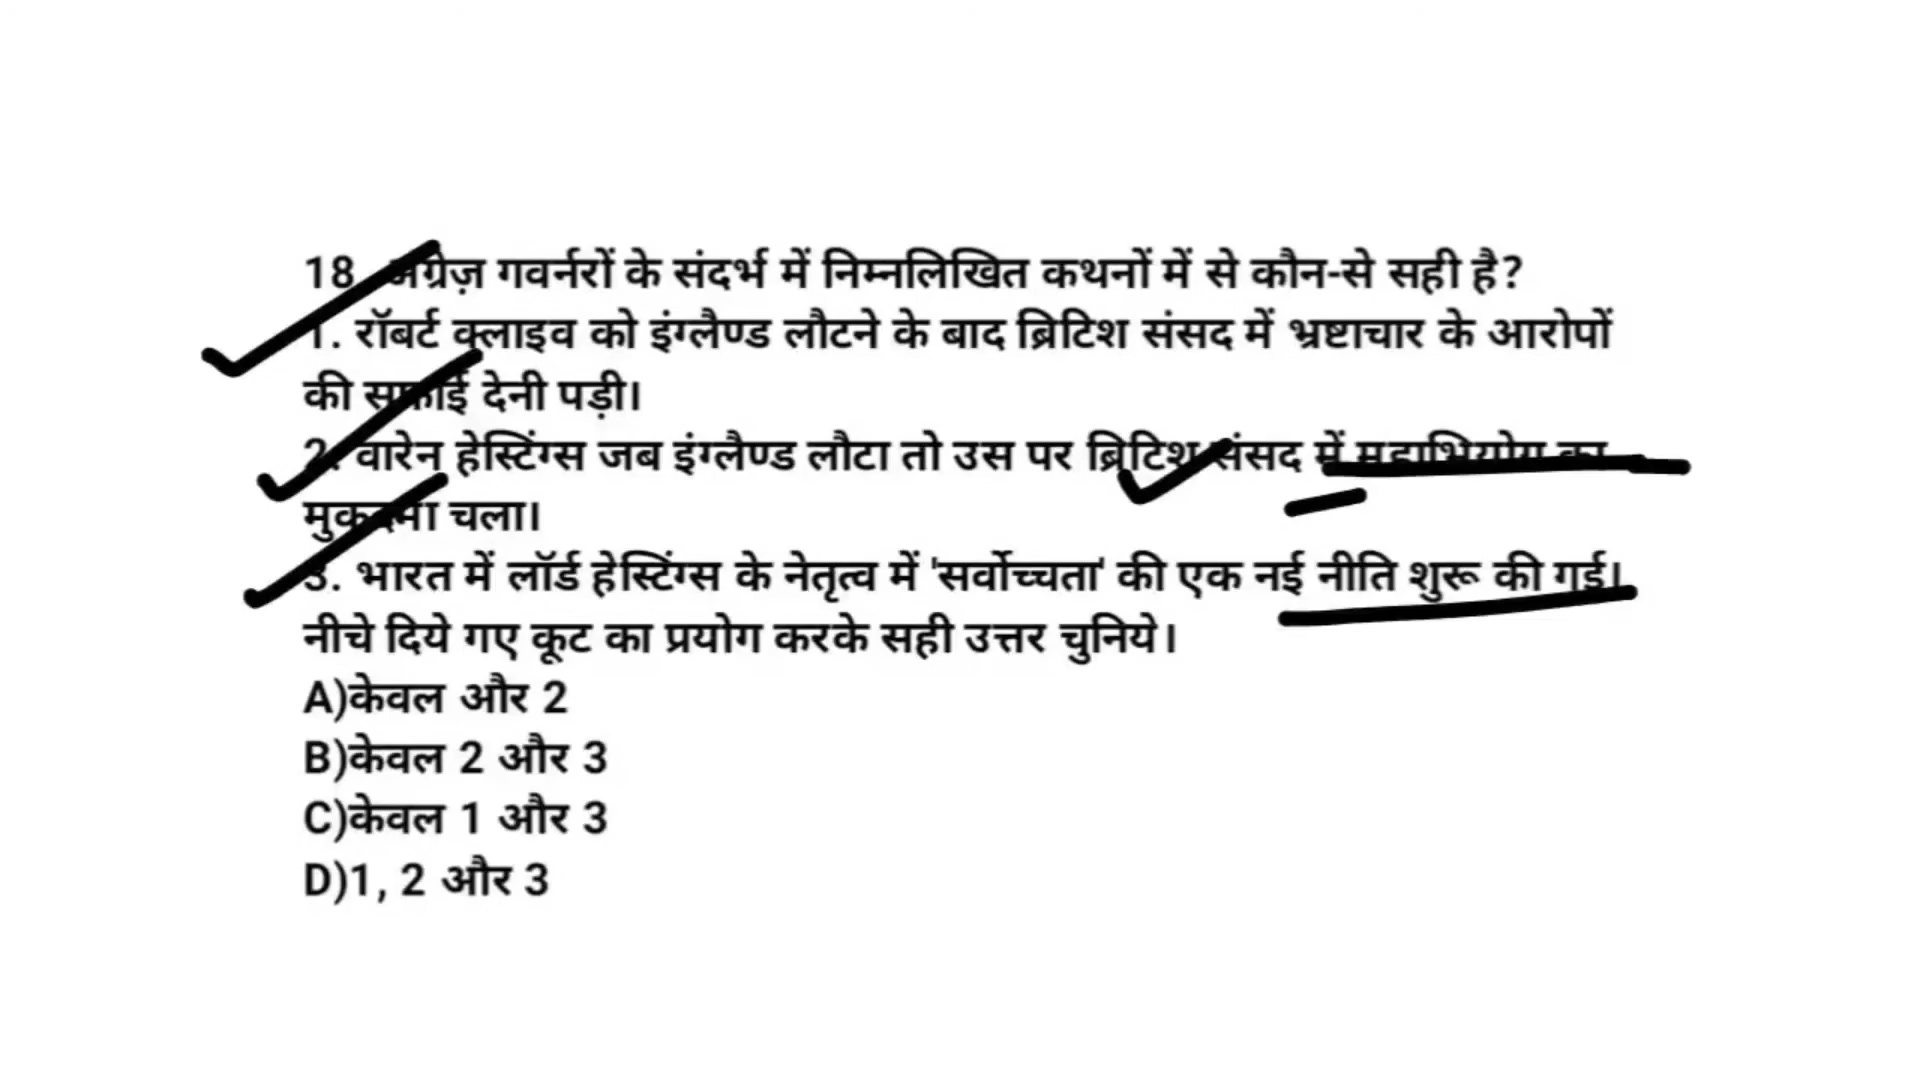 18. अंग्रेज़ गवर्नरों के संदर्भ में निम्नलिखित कथनों में से कौन-से सही है?
1. रॉबर्ट क्लाइव को इंग्लैण्ड लौटने के बाद ब्रिटिश संसद में भ्रष्टाचार के आरोपों
की सफाई देनी पड़ी।
2. वारेन हेस्टिंग्स जब इंग्लैण्ड लौटा तो उस पर ब्रिटिश संसद में महाभियोग का
मुकदमा चला।
3. भारत में लॉर्ड हेस्टिंग्स के नेतृत्व में 'सर्वोच्चता' की एक नई नीति शुरू की गई।
नीचे दिये गए कूट का प्रयोग करके सही उत्तर चुनिये।
A)केवल और 2
B)केवल 2 और 3
C)केवल 1 और 3
D)1, 2 और 3